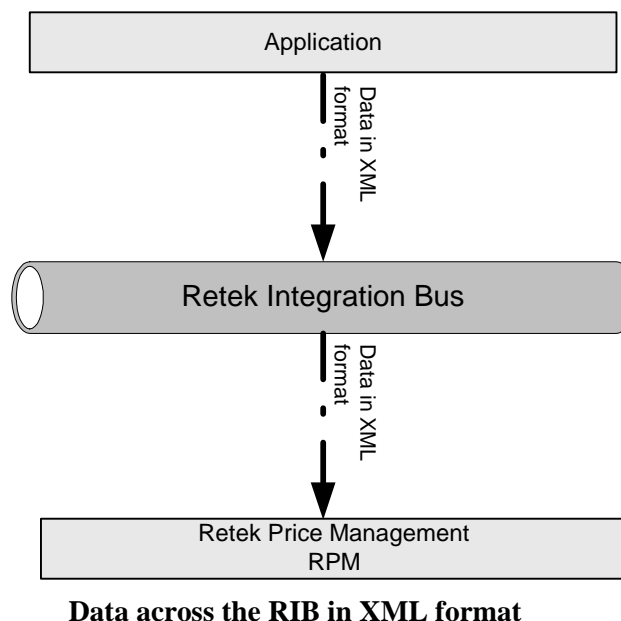 Application
Data in XML
format
Retek Integration Bus
Data in XML
format
Retek Price Management
RPM
Data across the RIB in XML format